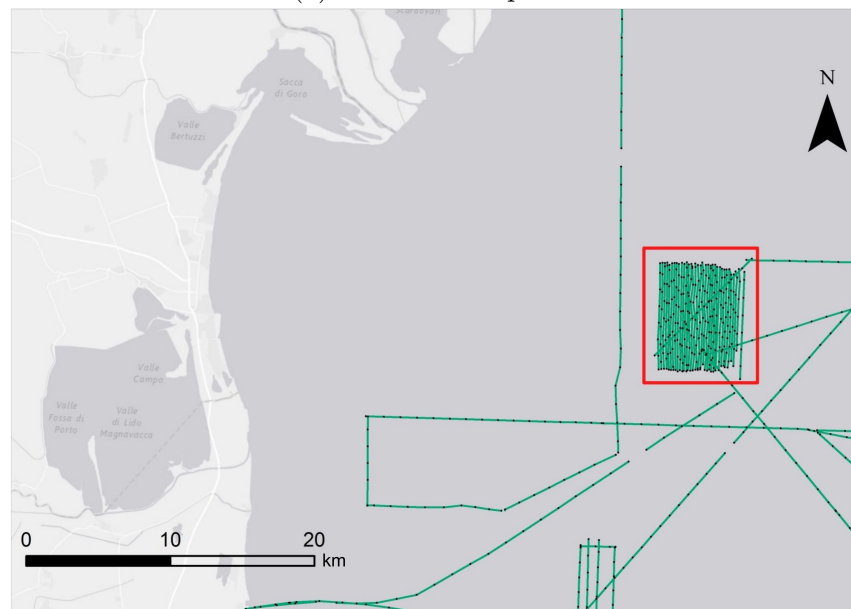 Sacca
di Goro
Valle
Bertuzzi
N
Valle
Campo
Valle
Fossa di
Porto
Valle
di Lido
Magnavacca
0
10
20
km